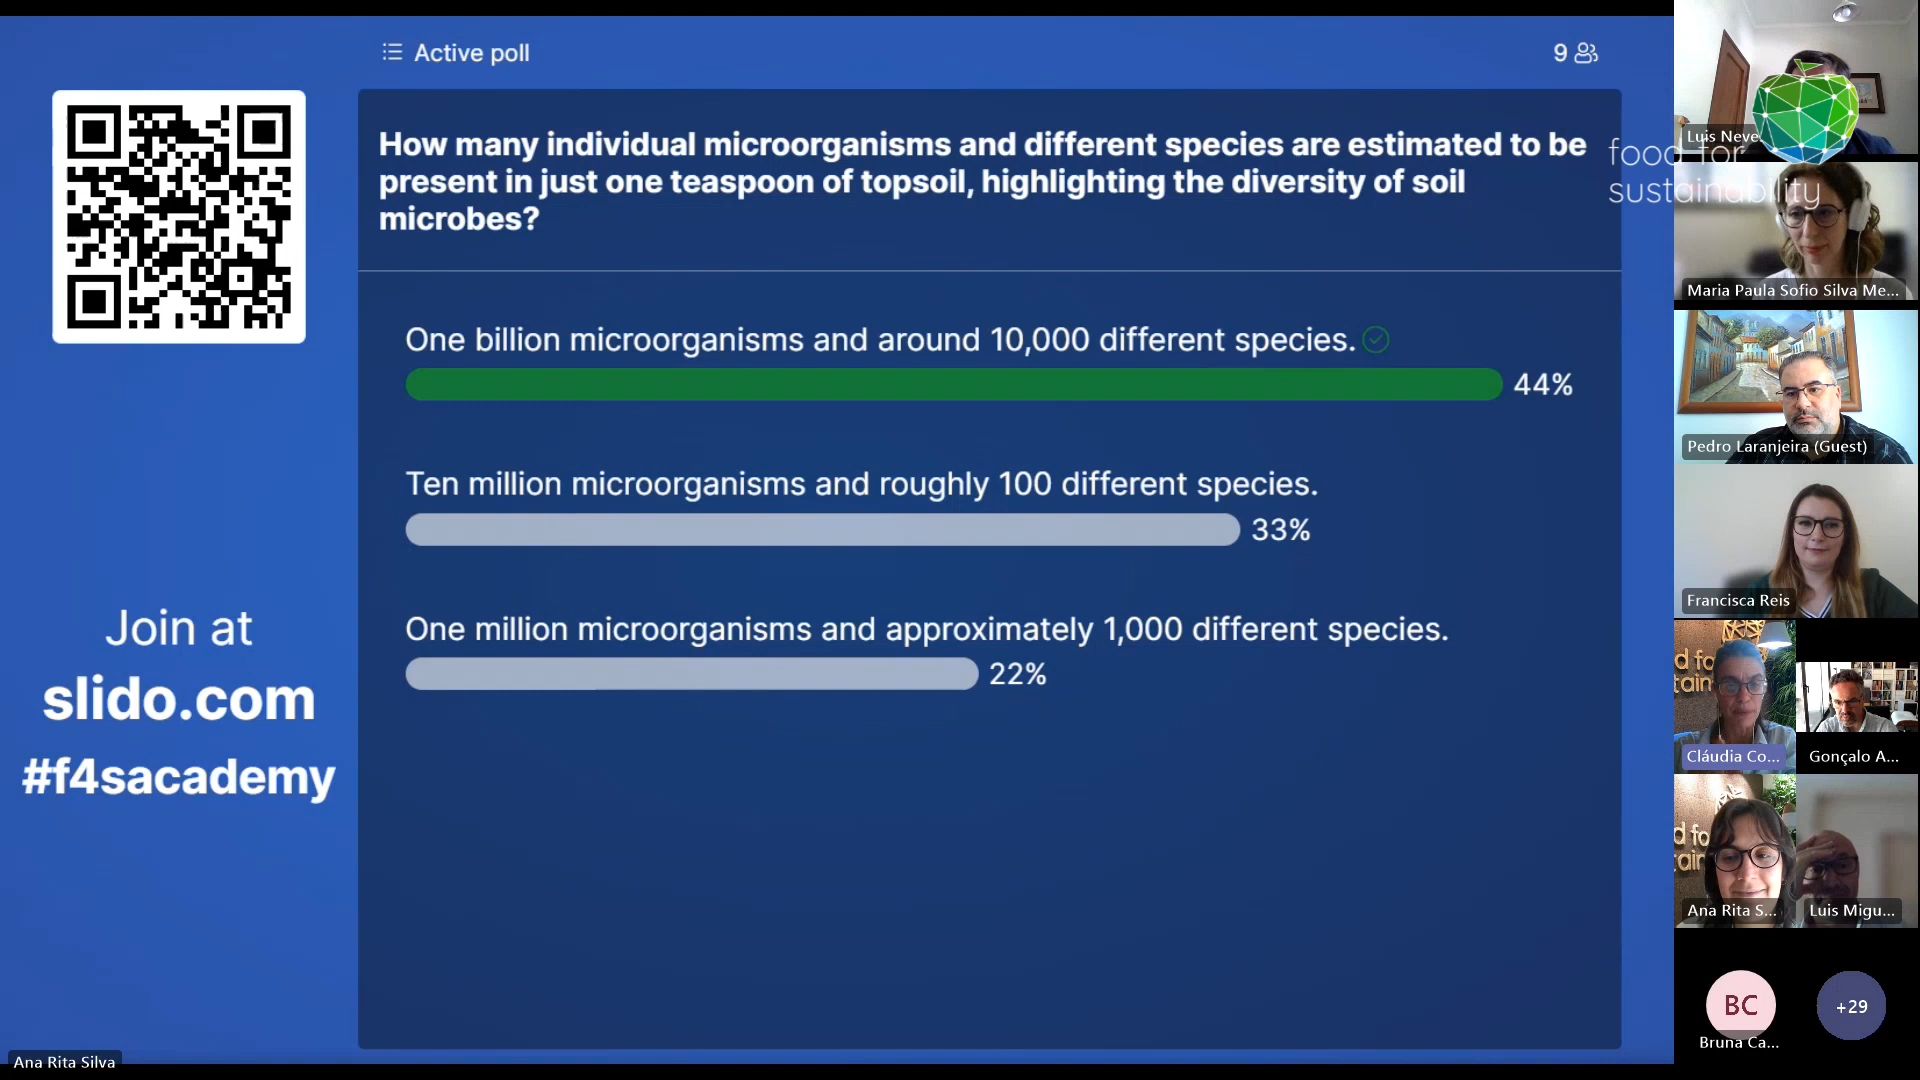 Active poll
9
How many individual microorganisms and different species are estimated to be
present in just one teaspoon of topsoil, highlighting the diversity of soil
microbes?
One billion microorganisms and around 10,000 different species.
44%
Ten million microorganisms and roughly 100 different species.
33%
One million microorganisms and approximately 1,000 different species.
22%
Join at
slido.com
#f4sacademy
Ana Rita Silva
food for
sustainability
Luis Neve
Maria Paula Sofio Silva Me...
Pedro Laranjeira (Guest)
Francisca Reis
d fo
tain
Cláudia Co...
Gonçalo A...
d fo
tain
Ana Rita S...
Luis Migu...
BC
Bruna Ca...
+29